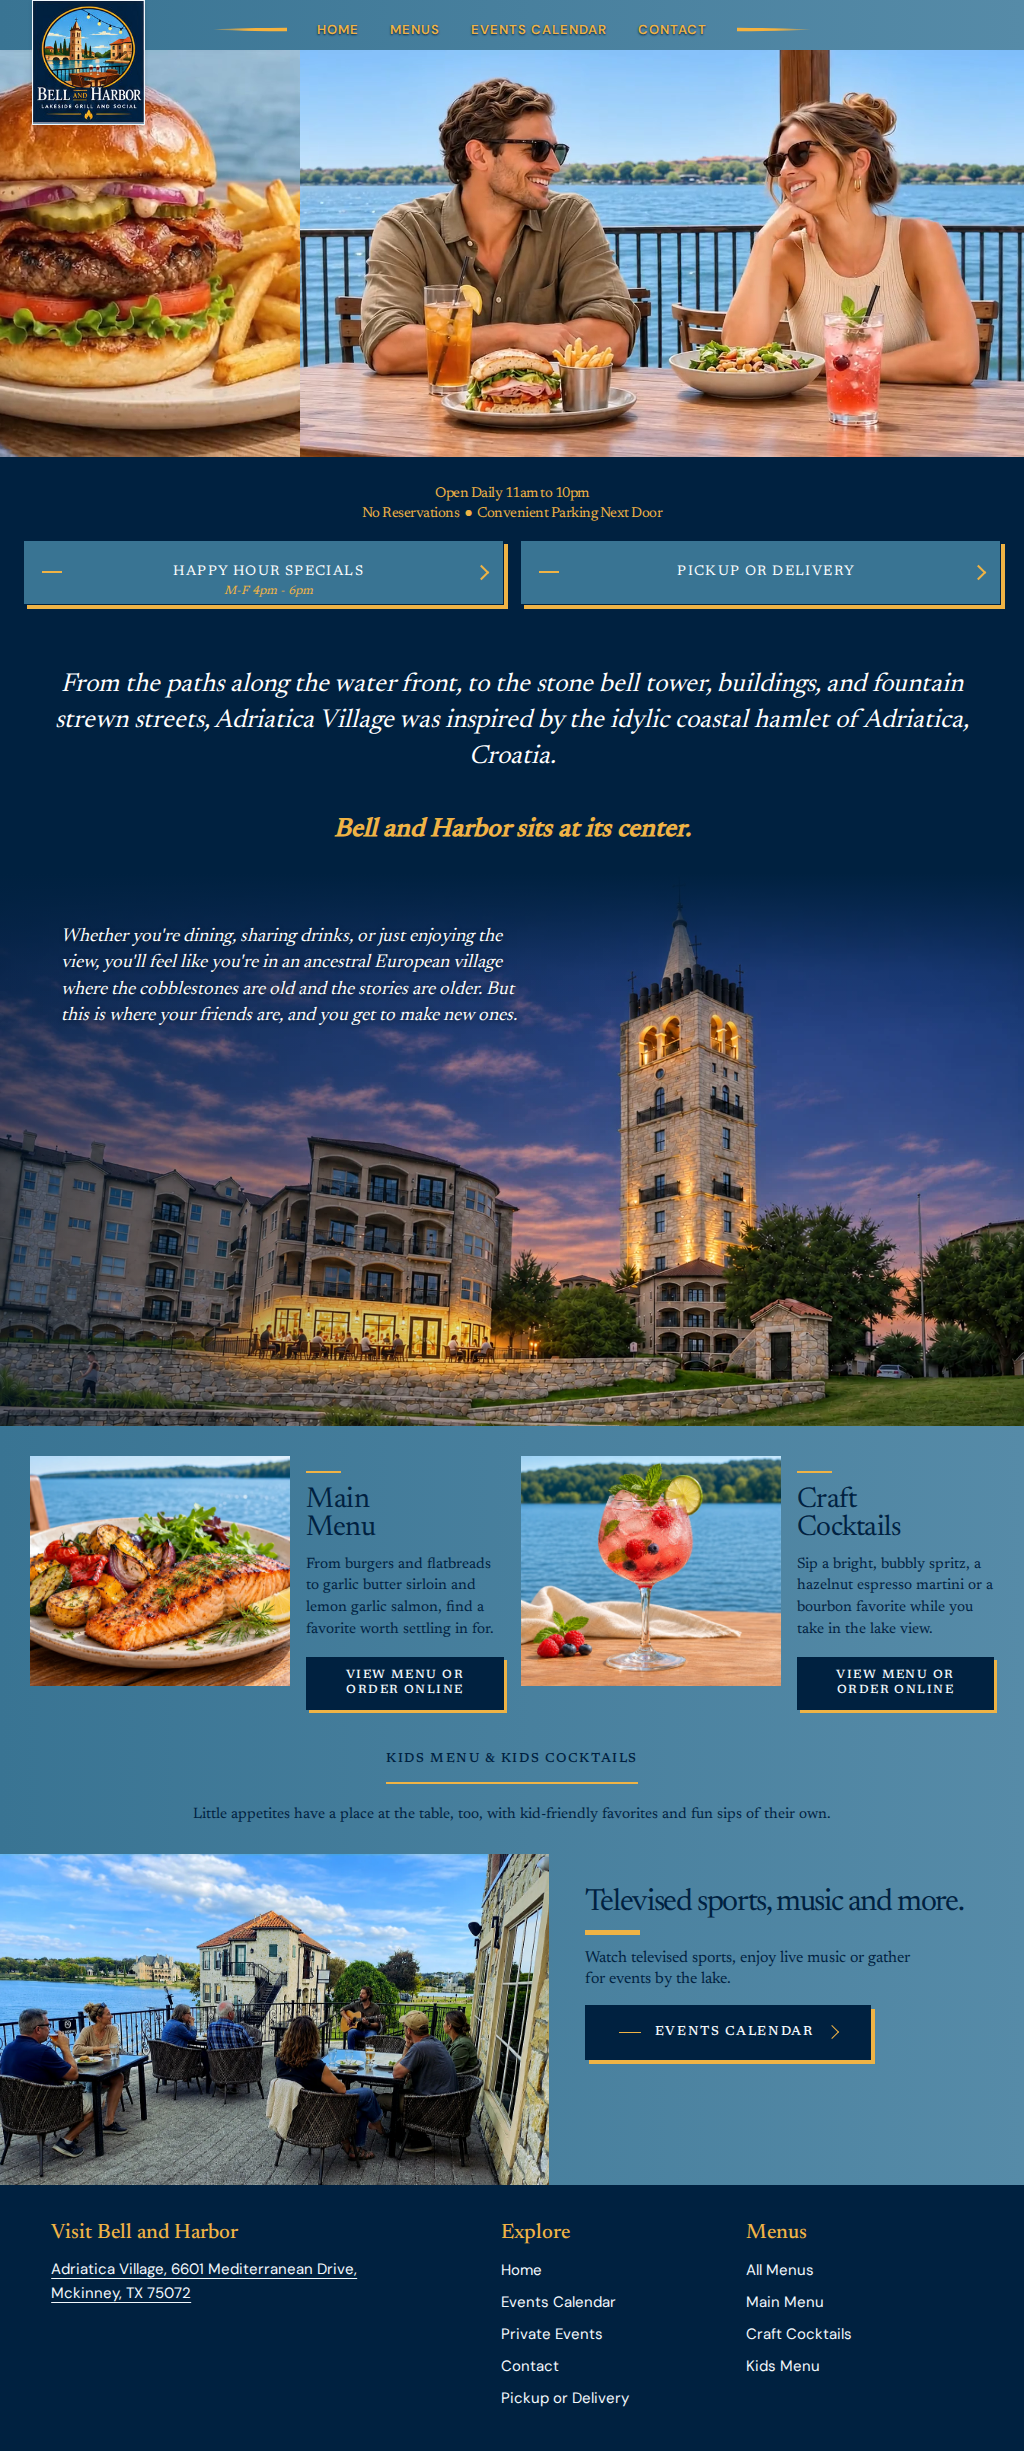 BELL AND HARBOR
LAKESIDE GRILL AND SOCIAL
HOME MENUS EVENTS CALENDAR CONTACT
Open Daily 11am to 10pm
No Reservations ● Convenient Parking Next Door
HAPPY HOUR SPECIALS
M-F 4pm - 6pm
PICKUP OR DELIVERY
From the paths along the water front, to the stone bell tower, buildings, and fountain
strewn streets, Adriatica Village was inspired by the idylic coastal hamlet of Adriatica,
Croatia.
Bell and Harbor sits at its center.
Whether you're dining, sharing drinks, or just enjoying the
view, you'll feel like you're in an ancestral European village
where the cobblestones are old and the stories are older. But
this is where your friends are, and you get to make new ones.
Main
Menu
From burgers and flatbreads
to garlic butter sirloin and
lemon garlic salmon, find a
favorite worth settling in for.
VIEW MENU OR
ORDER ONLINE
Craft
Cocktails
Sip a bright, bubbly spritz, a
hazelnut espresso martini or a
bourbon favorite while you
take in the lake view.
VIEW MENU OR
ORDER ONLINE
KIDS MENU & KIDS COCKTAILS
Little appetites have a place at the table, too, with kid-friendly favorites and fun sips of their own.
Televised sports, music and more.
Watch televised sports, enjoy live music or gather
for events by the lake.
EVENTS CALENDAR
Visit Bell and Harbor
Adriatica Village, 6601 Mediterranean Drive,
Mckinney, TX 75072
Explore
Home
Events Calendar
Private Events
Contact
Pickup or Delivery
Menus
All Menus
Main Menu
Craft Cocktails
Kids Menu